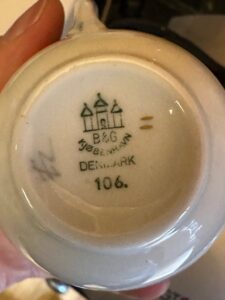 B&G
KJØBENHAVN
DENMARK
106.